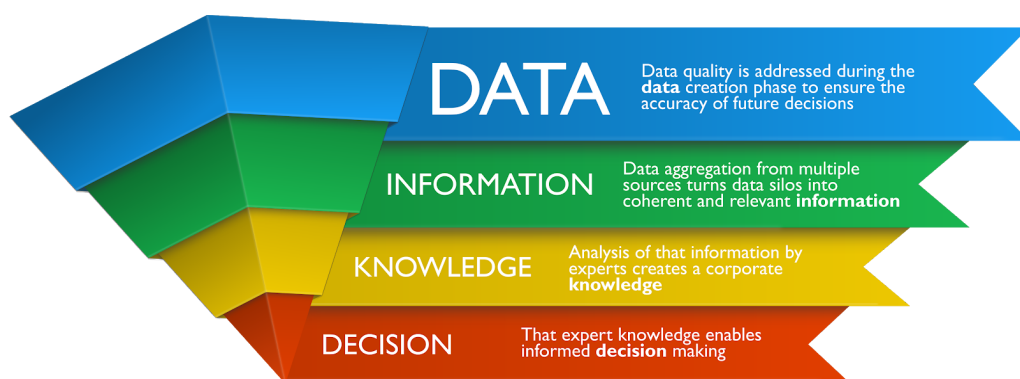 DATA
Data quality is addressed during the
data creation phase to ensure the
accuracy of future decisions
INFORMATION
Data aggregation from multiple
sources turns data silos into
coherent and relevant information
KNOWLEDGE
Analysis of that information by
experts creates a corporate
knowledge
DECISION
That expert knowledge enables
informed decision making